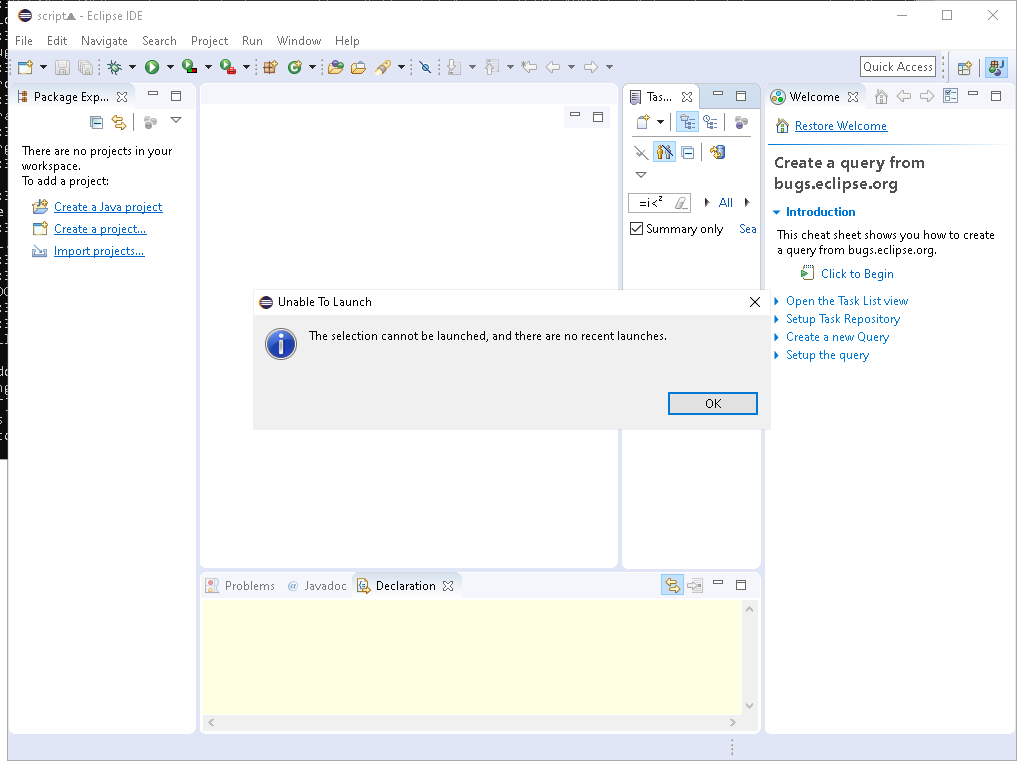 script▲ - Eclipse IDE
File Edit Navigate Search Project Run Window Help
Quick Access
Package Exp...
There are no projects in your
workspace.
To add a project:
Create a Java project
Create a project...
Import projects...
Tas...
=i<²
All
Summary only
Sea
Welcome
Restore Welcome
Create a query from
bugs.eclipse.org
Introduction
This cheat sheet shows you how to create
a query from bugs.eclipse.org.
Click to Begin
Open the Task List view
Setup Task Repository
Create a new Query
Setup the query
Unable To Launch
The selection cannot be launched, and there are no recent launches.
OK
Problems @ Javadoc Declaration